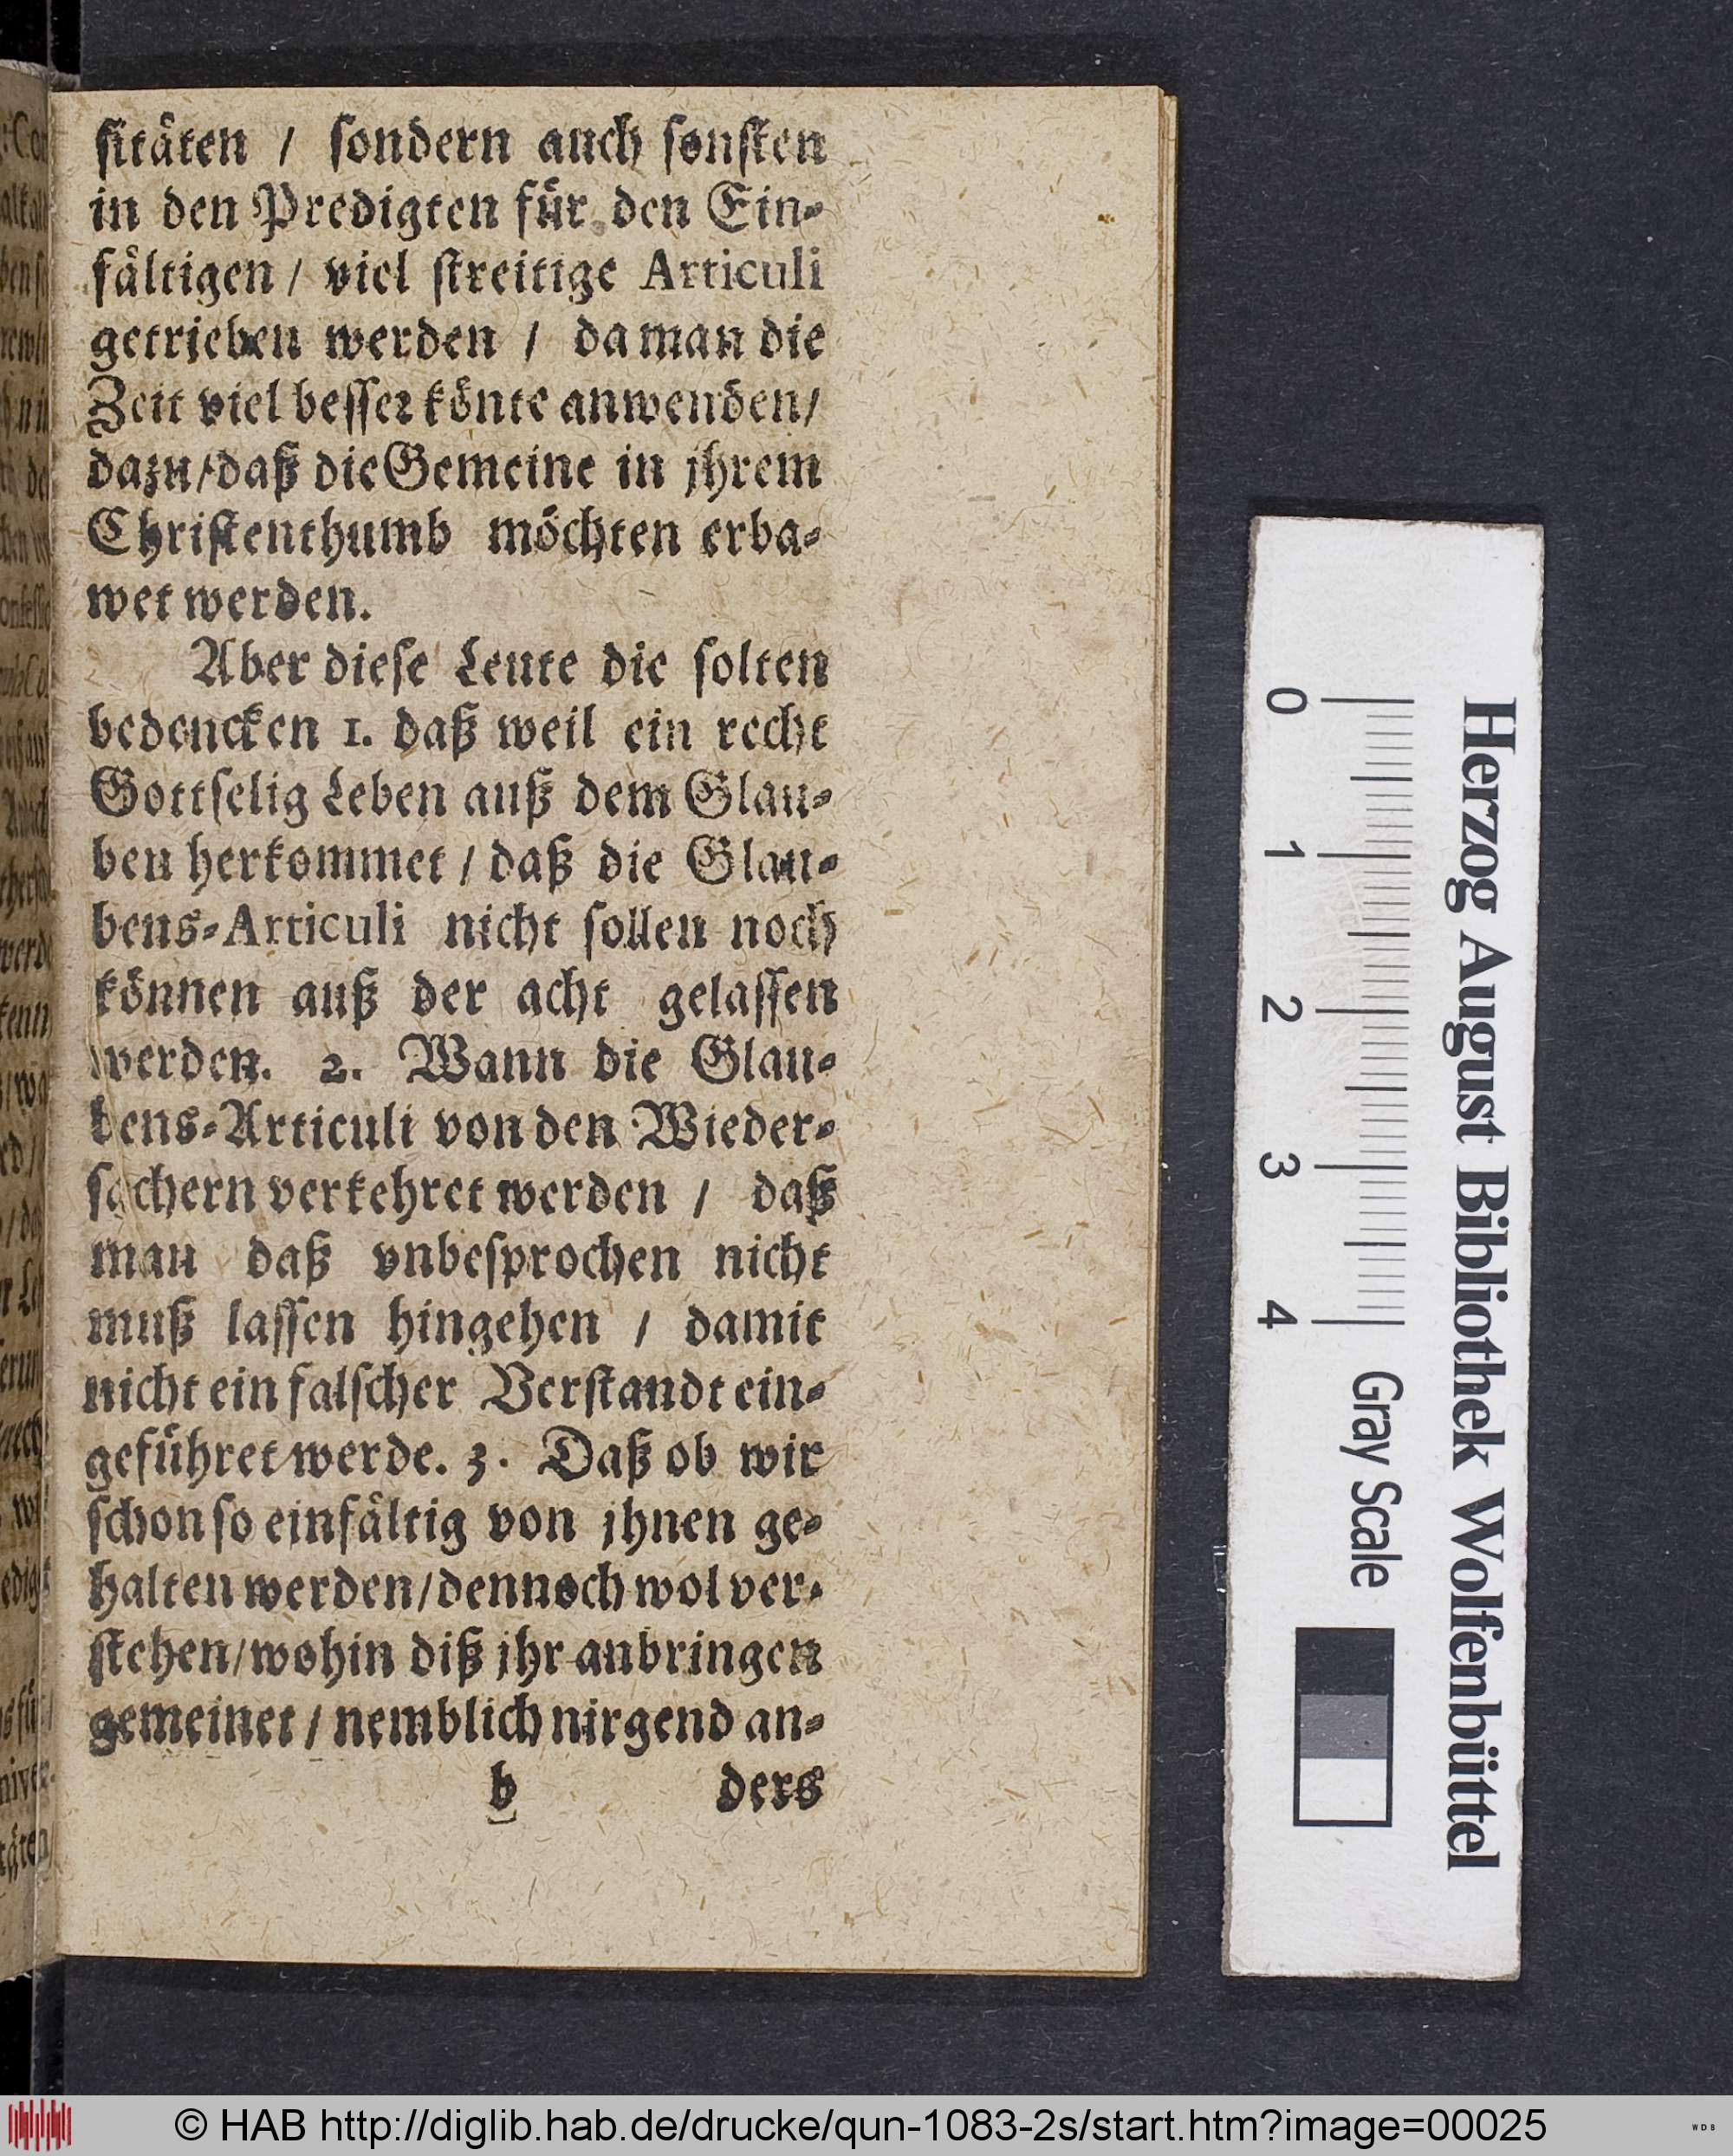 sitåten / sondern auch sonsten
in den Predigten für den Ein-
fåltigen / viel streitige Articuli
getrieben werden / da man die
Zeit viel besser könte anwenden/
dazu/daß die Gemeine in jhrem
Christenthumb möchten erba-
wet werden.
Aber diese Leute die solten
bedencken 1. daß weil ein recht
Gottselig Leben auß dem Glau-
ben herkommet / daß die Glau-
bens-Articuli nicht sollen noch
können auß der acht gelassen
werden. 2. Wann die Glau-
bens-Articuli von den Wieder-
sachern verkehret werden / daß
man daß vnbesprochen nicht
muß lassen hingehen / damit
nicht ein falscher Verstandt ein-
geführet werde. 3. Daß ob wir
schon so einfåltig von jhnen ge-
halten werden/dennoch wol ver-
stehen/wohin diß jhr anbringen
gemeinet / nemblich nirgend an-
b ders
Herzog August Bibliothek Wolfenbüttel
0 1 2 3 4 Gray Scale
© HAB http://diglib.hab.de/drucke/qun-1083-2s/start.htm?image=00025
WDB